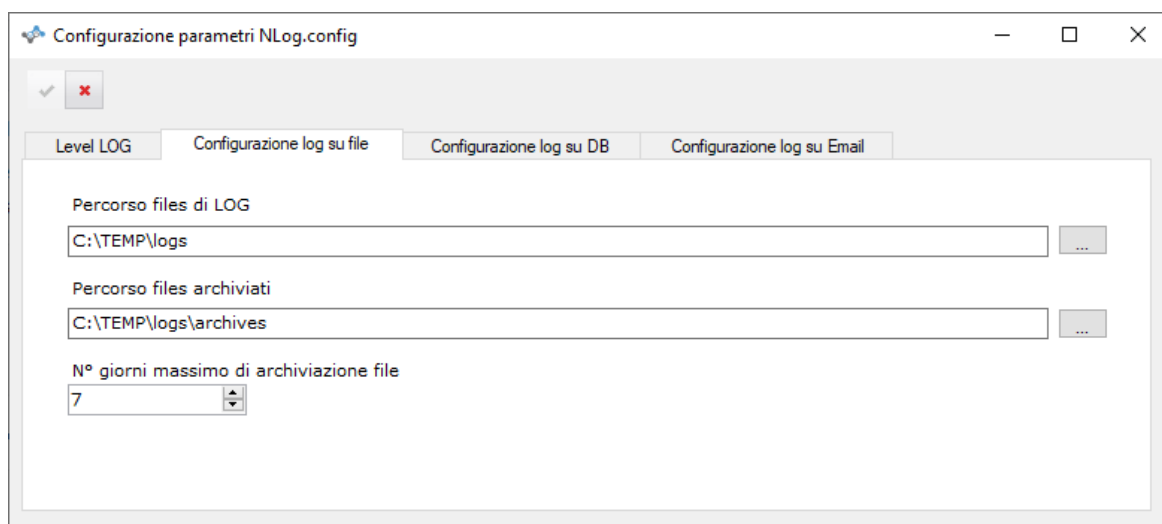 Configurazione parametri NLog.config
Level LOG
Configurazione log su file
Configurazione log su DB
Configurazione log su Email
Percorso files di LOG
C:\TEMP\logs
...
Percorso files archiviati
C:\TEMP\logs\archives
...
N° giorni massimo di archiviazione file
7